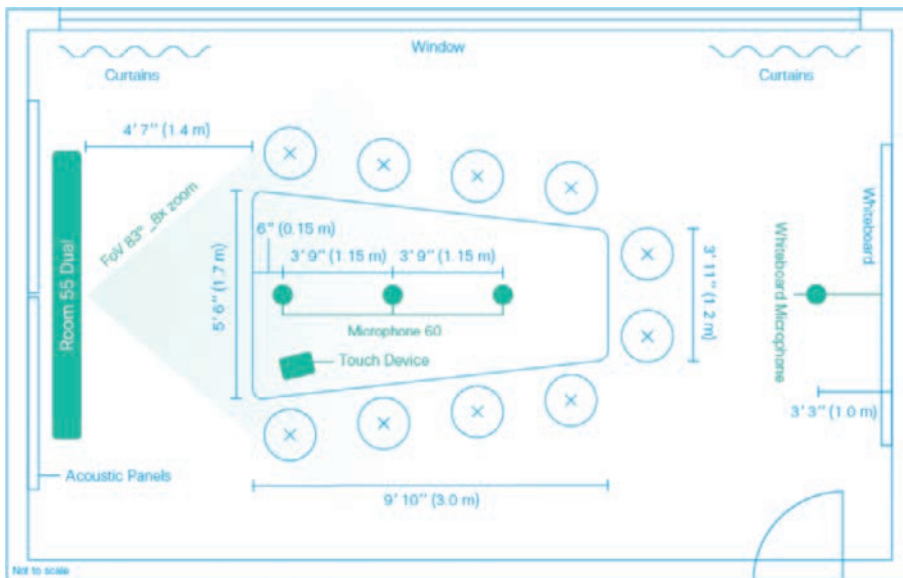 Window
Curtains
Curtains
4' 7" (1.4 m)
FoV 83° _8x zoom
Room 55 Dual
6" (0.15 m)
3' 9" (1.15 m)
3' 9" (1.15 m)
5' 6" (1.7 m)
Microphone 60
Touch Device
3' 11" (1.2 m)
Whiteboard Microphone
Whiteboard
3' 3" (1.0 m)
Acoustic Panels
9' 10" (3.0 m)
Not to scale